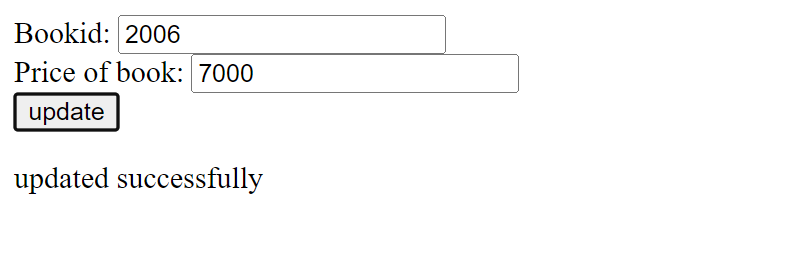 Bookid: 2006
Price of book: 7000
update
updated successfully